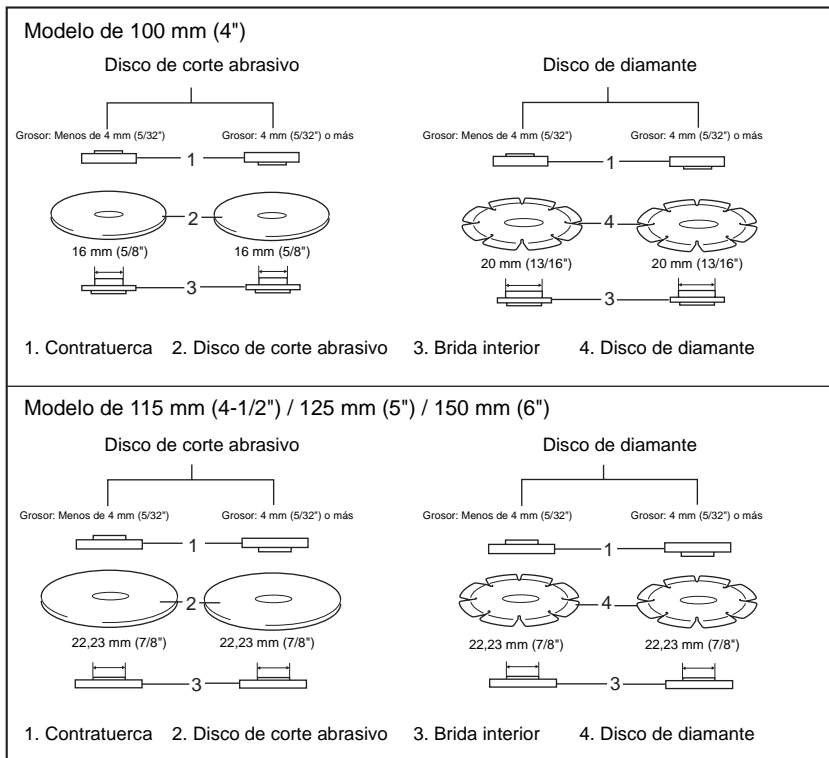 Modelo de 100 mm (4")
Disco de corte abrasivo
Disco de diamante
Grosor: Menos de 4 mm (5/32")
Grosor: 4 mm (5/32") o más
Grosor: Menos de 4 mm (5/32")
Grosor: 4 mm (5/32") o más
1
1
2
4
16 mm (5/8")
16 mm (5/8")
20 mm (13/16")
20 mm (13/16")
3
3
1. Contratuerca 2. Disco de corte abrasivo 3. Brida interior 4. Disco de diamante
Modelo de 115 mm (4-1/2") / 125 mm (5") / 150 mm (6")
Disco de corte abrasivo
Disco de diamante
Grosor: Menos de 4 mm (5/32")
Grosor: 4 mm (5/32") o más
Grosor: Menos de 4 mm (5/32")
Grosor: 4 mm (5/32") o más
1
1
2
4
22,23 mm (7/8")
22,23 mm (7/8")
22,23 mm (7/8")
22,23 mm (7/8")
3
3
1. Contratuerca 2. Disco de corte abrasivo 3. Brida interior 4. Disco de diamante